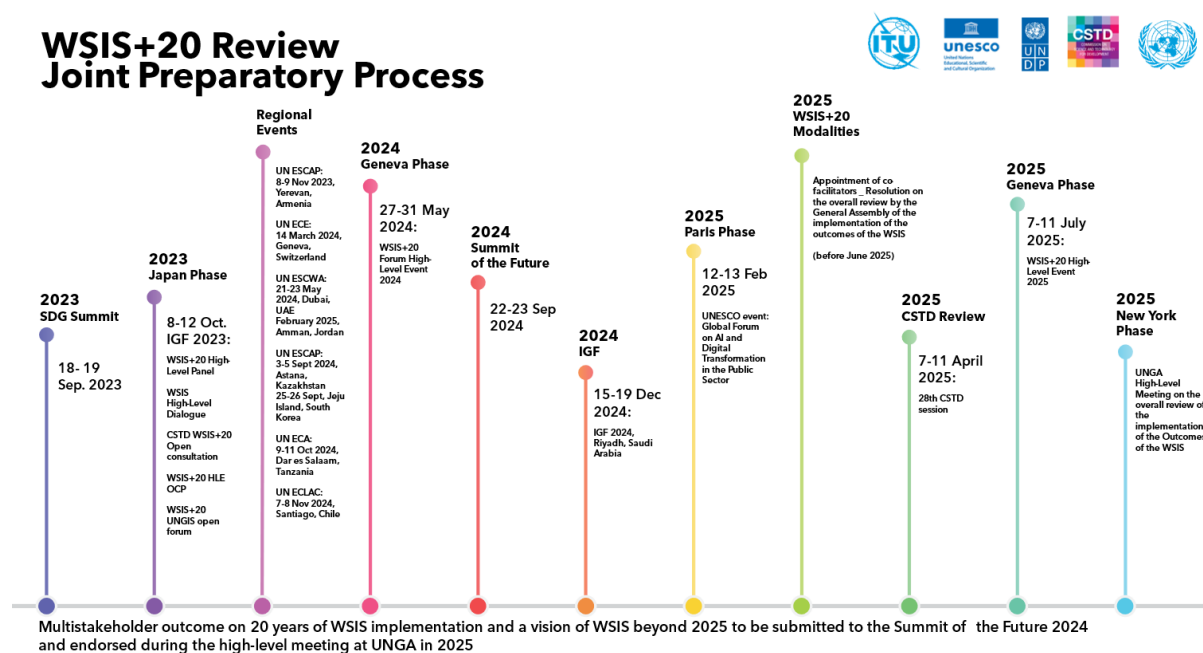 WSIS+20 Review
Joint Preparatory Process
ITU
unesco
United Nations
Educational, Scientific
and Cultural Organization
U N
D P
CSTD
2023
SDG Summit
18- 19
Sep. 2023
2023
Japan Phase
8-12 Oct.
IGF 2023:
WSIS+20 High-
Level Panel
WSIS
High-Level
Dialogue
CSTD WSIS+20
Open
consultation
WSIS+20 HLE
OCP
WSIS+20
UNGIS open
forum
Regional
Events
UN ESCAP:
8-9 Nov 2023,
Yerevan,
Armenia
UN ECE:
14 March 2024,
Geneva,
Switzerland
UN ESCWA:
21-23 May
2024, Dubai,
UAE
February 2025,
Amman, Jordan
UN ESCAP:
3-5 Sept 2024,
Astana,
Kazakhstan
25-26 Sept, Jeju
Island, South
Korea
UN ECA:
9-11 Oct 2024,
Dar es Salaam,
Tanzania
UN ECLAC:
7-8 Nov 2024,
Santiago, Chile
2024
Geneva Phase
27-31 May
2024:
WSIS+20
Forum High-
Level Event
2024
2024
Summit
of the Future
22-23 Sep
2024
2024
IGF
15-19 Dec
2024:
IGF 2024,
Riyadh, Saudi
Arabia
2025
Paris Phase
12-13 Feb
2025
UNESCO event:
Global Forum
on AI and
Digital
Transformation
in the Public
Sector
2025
WSIS+20
Modalities
Appointment of co-
facilitators _ Resolution on
the overall review by the
General Assembly of the
implementation of the
outcomes of the WSIS
(before June 2025)
2025
CSTD Review
7-11 April
2025:
28th CSTD
session
2025
Geneva Phase
7-11 July
2025:
WSIS+20 High-
Level Event
2025
2025
New York
Phase
UNGA
High-Level
Meeting on the
overall review of
the
implementation
of the Outcomes
of the WSIS
Multistakeholder outcome on 20 years of WSIS implementation and a vision of WSIS beyond 2025 to be submitted to the Summit of the Future 2024
and endorsed during the high-level meeting at UNGA in 2025